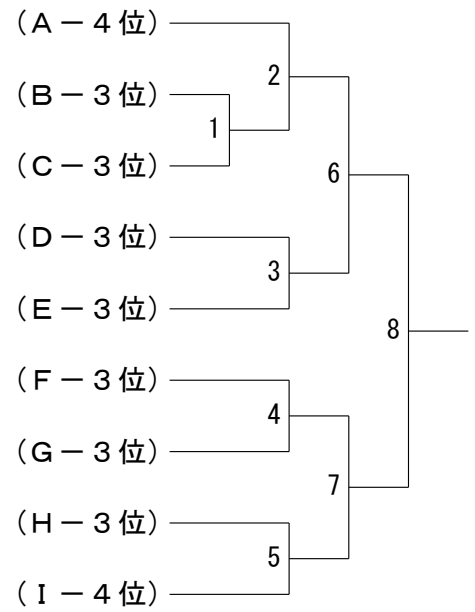 （Ａ－４位）
2
（Ｂ－３位）
1
（Ｃ－３位）
6
（Ｄ－３位）
3
（Ｅ－３位）
8
（Ｆ－３位）
4
（Ｇ－３位）
7
（Ｈ－３位）
5
（Ｉ－４位）